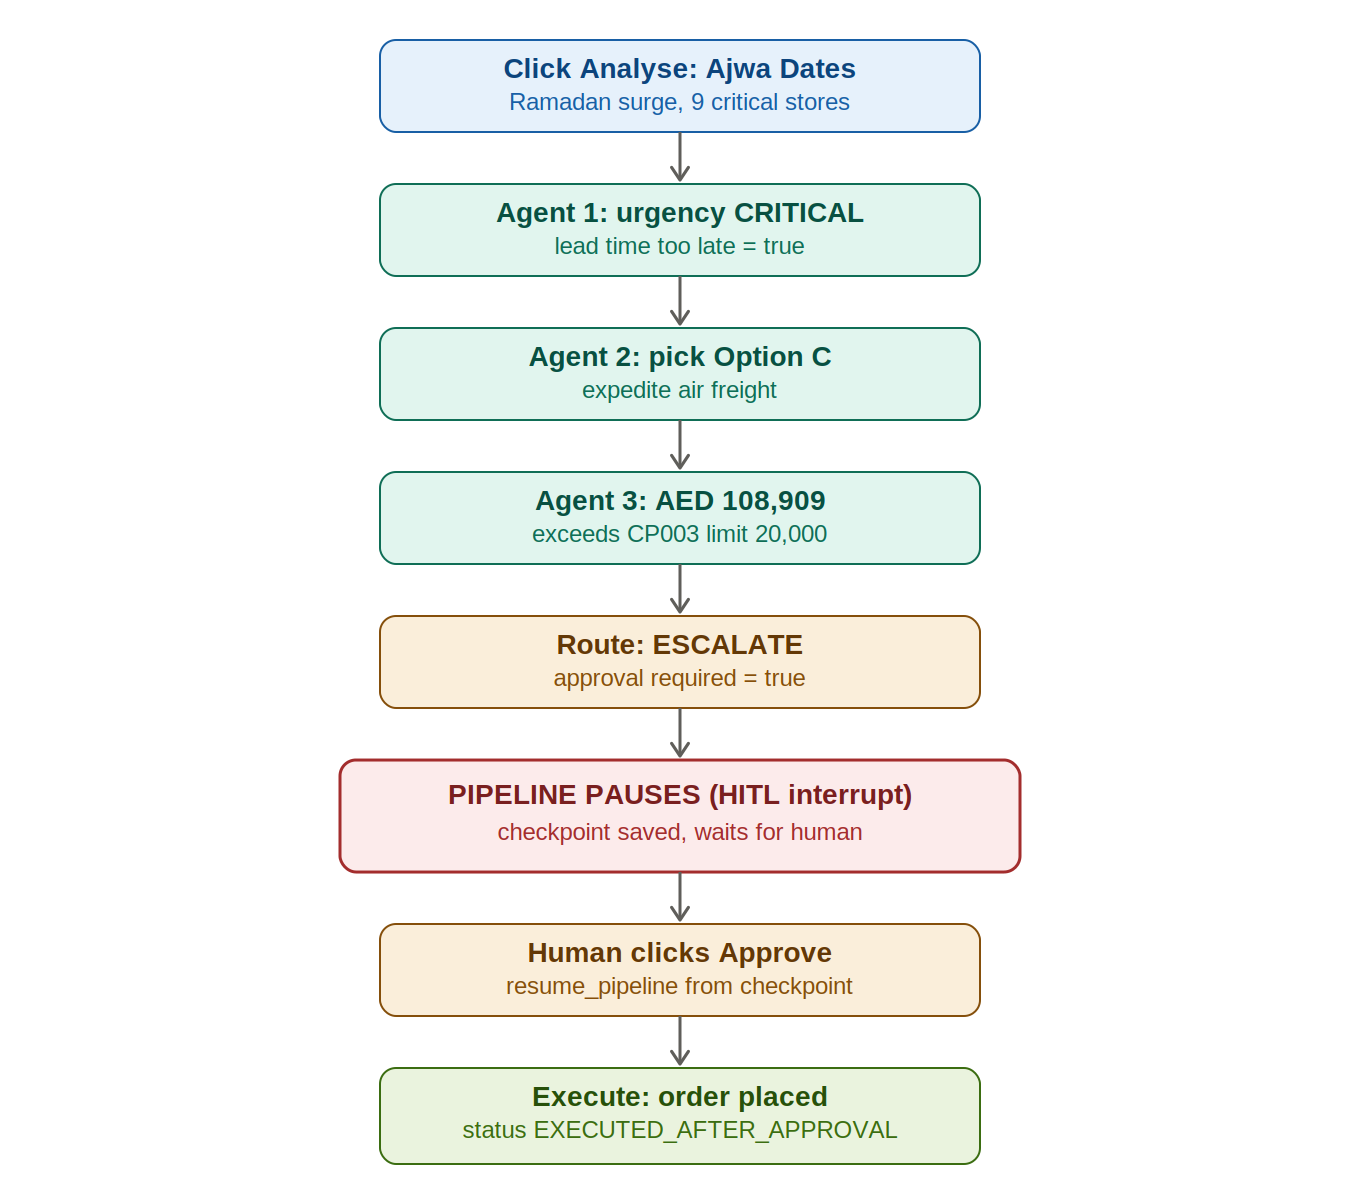 Click Analyse: Ajwa Dates
Ramadan surge, 9 critical stores
Agent 1: urgency CRITICAL
lead time too late = true
Agent 2: pick Option C
expedite air freight
Agent 3: AED 108,909
exceeds CP003 limit 20,000
Route: ESCALATE
approval required = true
PIPELINE PAUSES (HITL interrupt)
checkpoint saved, waits for human
Human clicks Approve
resume_pipeline from checkpoint
Execute: order placed
status EXECUTED_AFTER_APPROVAL